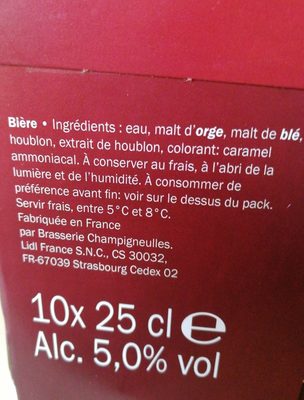 Bière • Ingrédients : eau, malt d'orge, malt de blé,
houblon, extrait de houblon, colorant: caramel
ammoniacal. À conserver au frais, à l'abri de la
lumière et de l'humidité. À consommer de
préférence avant fin: voir sur le dessus du pack.
Servir frais, entre 5°C et 8°C.
Fabriquée en France
par Brasserie Champigneulles.
Lidl France S.N.C., CS 30032,
FR-67039 Strasbourg Cedex 02
10x 25 cl ℮
Alc. 5,0% vol